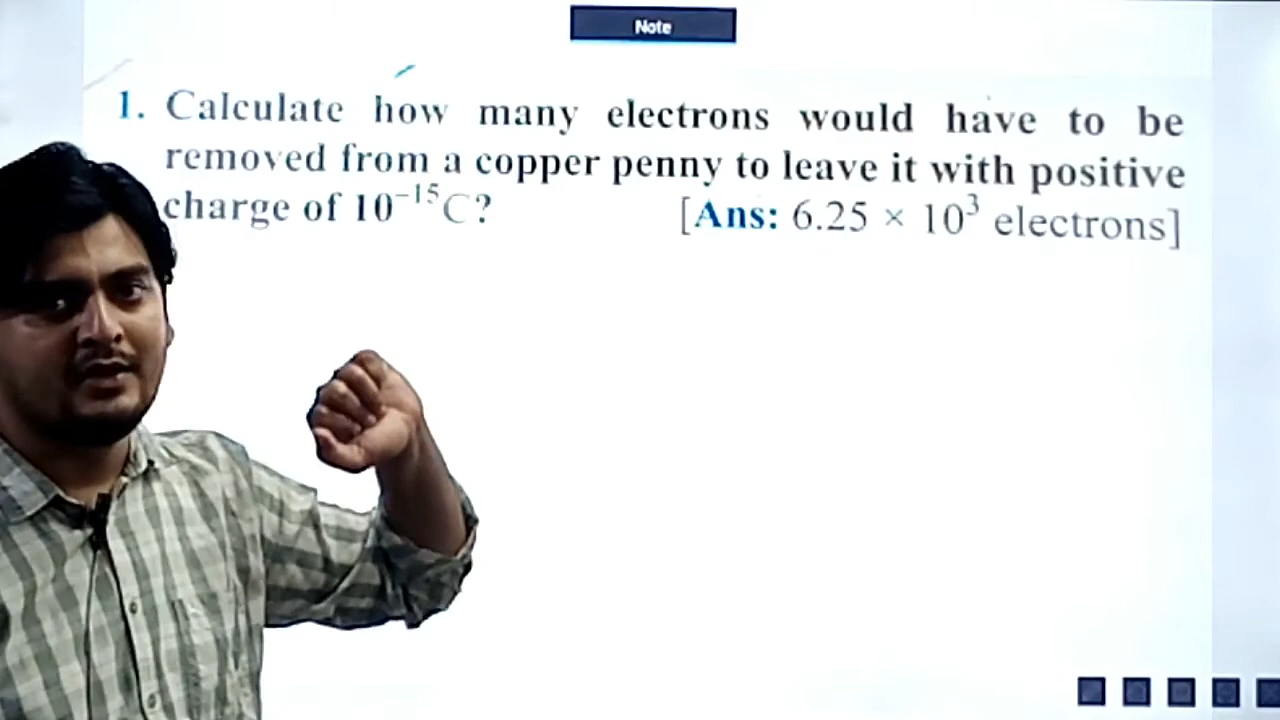 Note
1. Calculate how many electrons would have to be
removed from a copper penny to leave it with positive
charge of 10⁻¹⁵C? [Ans: 6.25 × 10³ electrons]